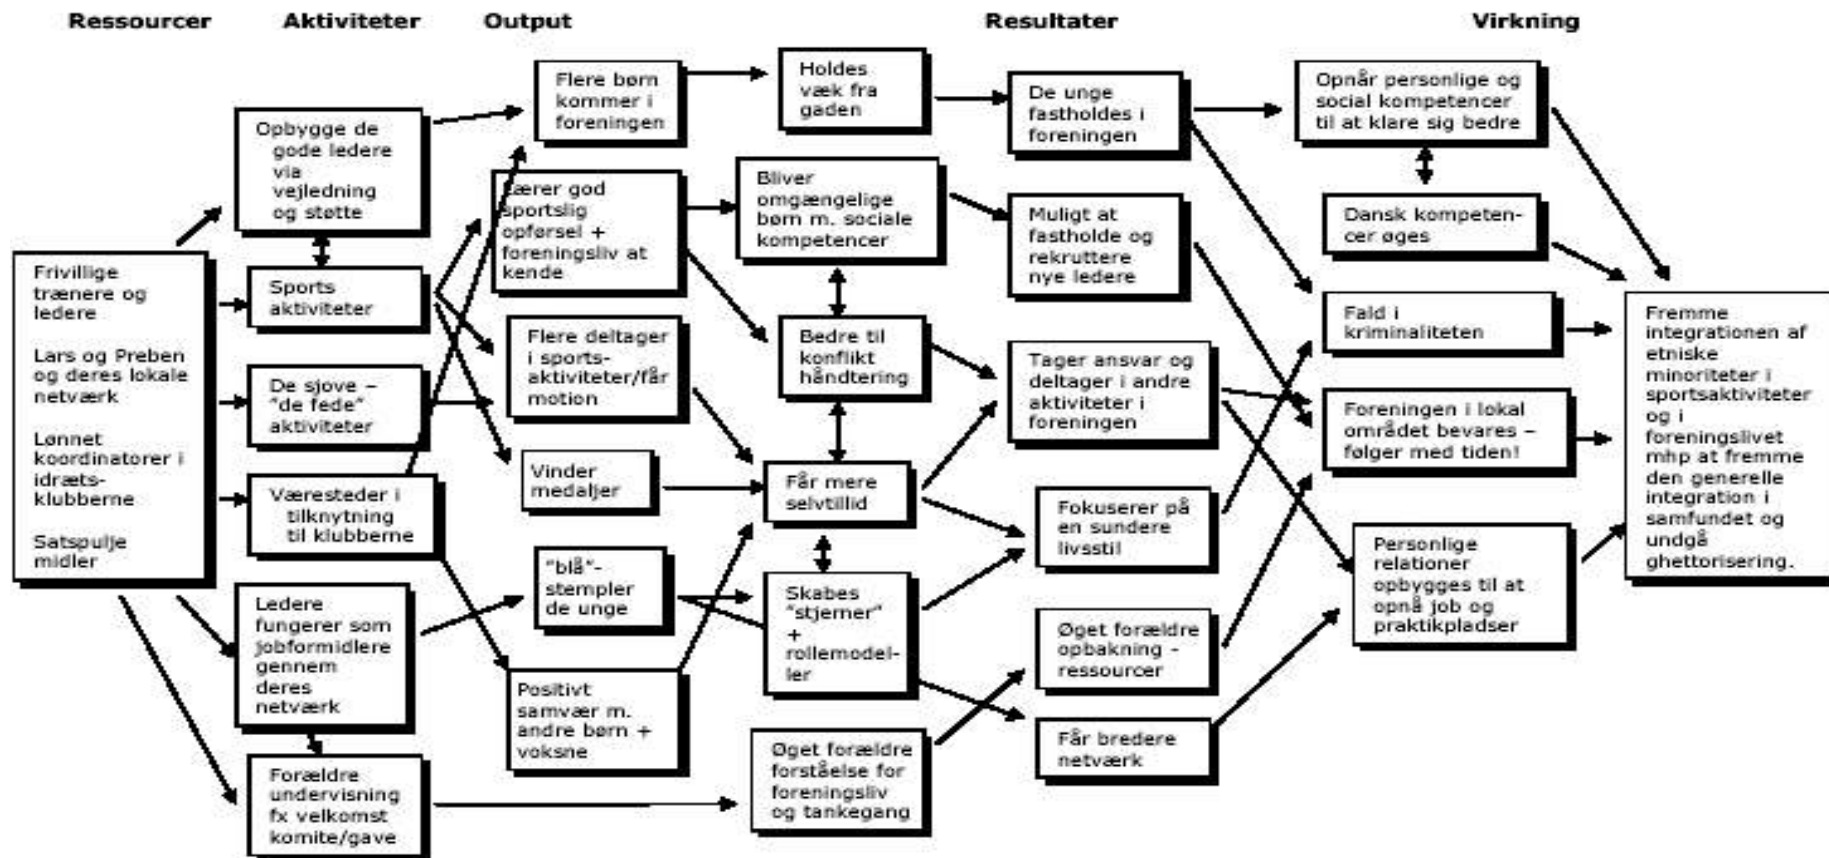 Ressourcer
Aktiviteter
Output
Resultater
Virkning
Frivillige
trænere og
ledere
Lars og Preben
og deres lokale
netværk
Lønnet
koordinatorer i
idræts-
klubberne
Satspulje
midler
Opbygge de
gode ledere
via
vejledning
og støtte
Sports
aktiviteter
De sjove –
"de fede"
aktiviteter
Væresteder i
tilknytning
til klubberne
Ledere
fungerer som
jobformidlere
gennem
deres
netværk
Forældre
undervisning
fx velkomst
komite/gave
Flere børn
kommer i
foreningen
Lærer god
sportslig
opførsel +
foreningsliv at
kende
Flere deltager
i sports-
aktiviteter/får
motion
Vinder
medaljer
"blå"-
stempler
de unge
Positivt
samvær m.
andre børn +
voksne
Holdes
væk fra
gaden
Bliver
omgængelige
børn m. sociale
kompetencer
Bedre til
konflikt
håndtering
Får mere
selvtillid
Skabes
"stjerner"
+
rollemodel-
ler
Øget forældre
forståelse for
foreningsliv
og tankegang
De unge
fastholdes i
foreningen
Muligt at
fastholde og
rekruttere
nye ledere
Tager ansvar og
deltager i andre
aktiviteter i
foreningen
Fokuserer på
en sundere
livsstil
Øget forældre
opbakning -
ressourcer
Får bredere
netværk
Opnår personlige og
social kompetencer
til at klare sig bedre
Dansk kompeten-
cer øges
Fald i
kriminaliteten
Foreningen i lokal
området bevares –
følger med tiden!
Personlige
relationer
opbygges til at
opnå job og
praktikpladser
Fremme
integrationen af
etniske
minoriteter i
sportsaktiviteter
og i
foreningslivet
mhp at fremme
den generelle
integration i
samfundet og
undgå
ghettorisering.